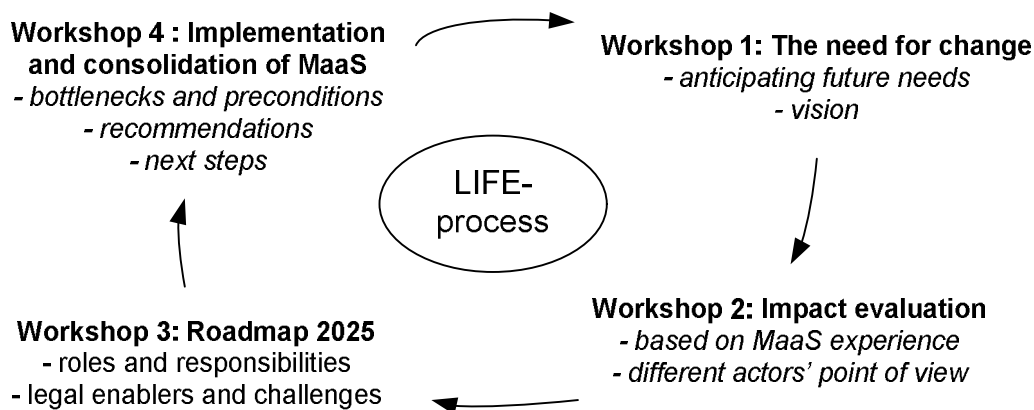 Workshop 4 : Implementation
and consolidation of MaaS
- bottlenecks and preconditions
- recommendations
- next steps
Workshop 1: The need for change
- anticipating future needs
- vision
LIFE-
process
Workshop 3: Roadmap 2025
- roles and responsibilities
- legal enablers and challenges
Workshop 2: Impact evaluation
- based on MaaS experience
- different actors’ point of view